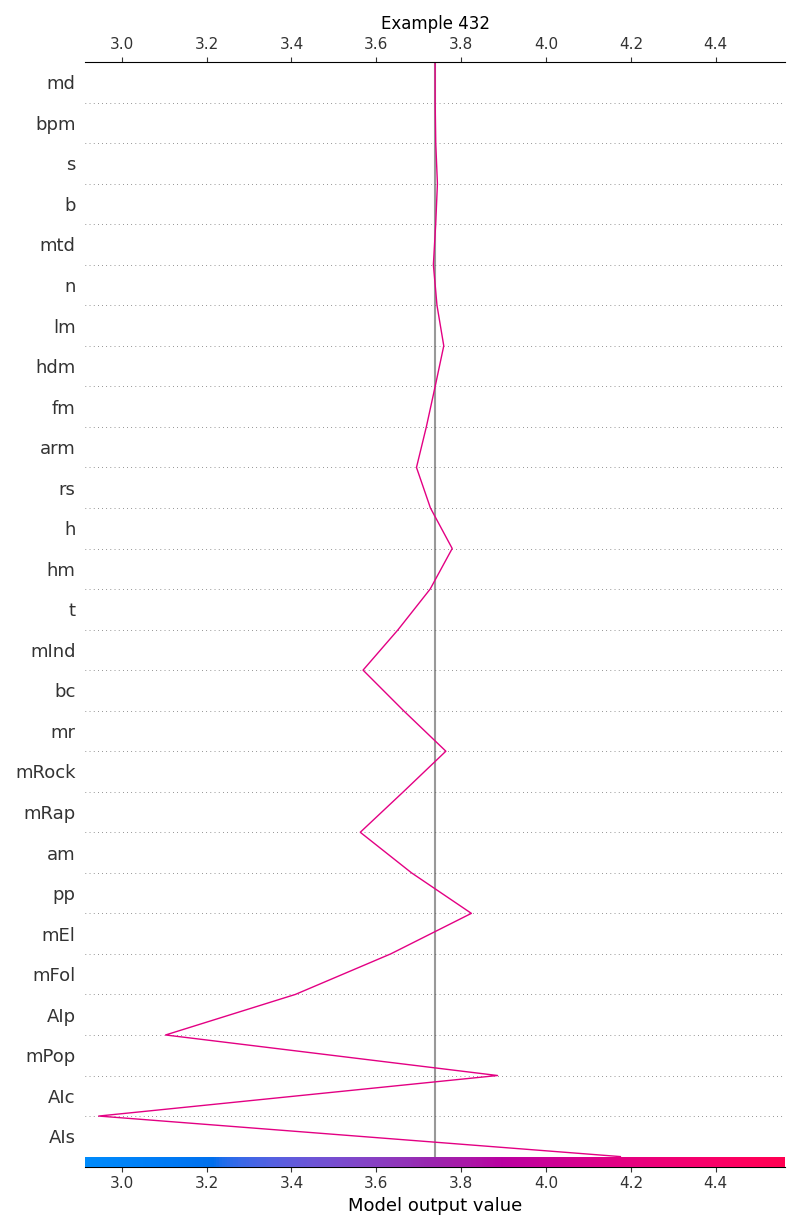 Example 432
3.0 3.2 3.4 3.6 3.8 4.0 4.2 4.4
md
bpm
s
b
mtd
n
lm
hdm
fm
arm
rs
h
hm
t
mInd
bc
mr
mRock
mRap
am
pp
mEl
mFol
AIp
mPop
AIc
AIs
3.0 3.2 3.4 3.6 3.8 4.0 4.2 4.4
Model output value